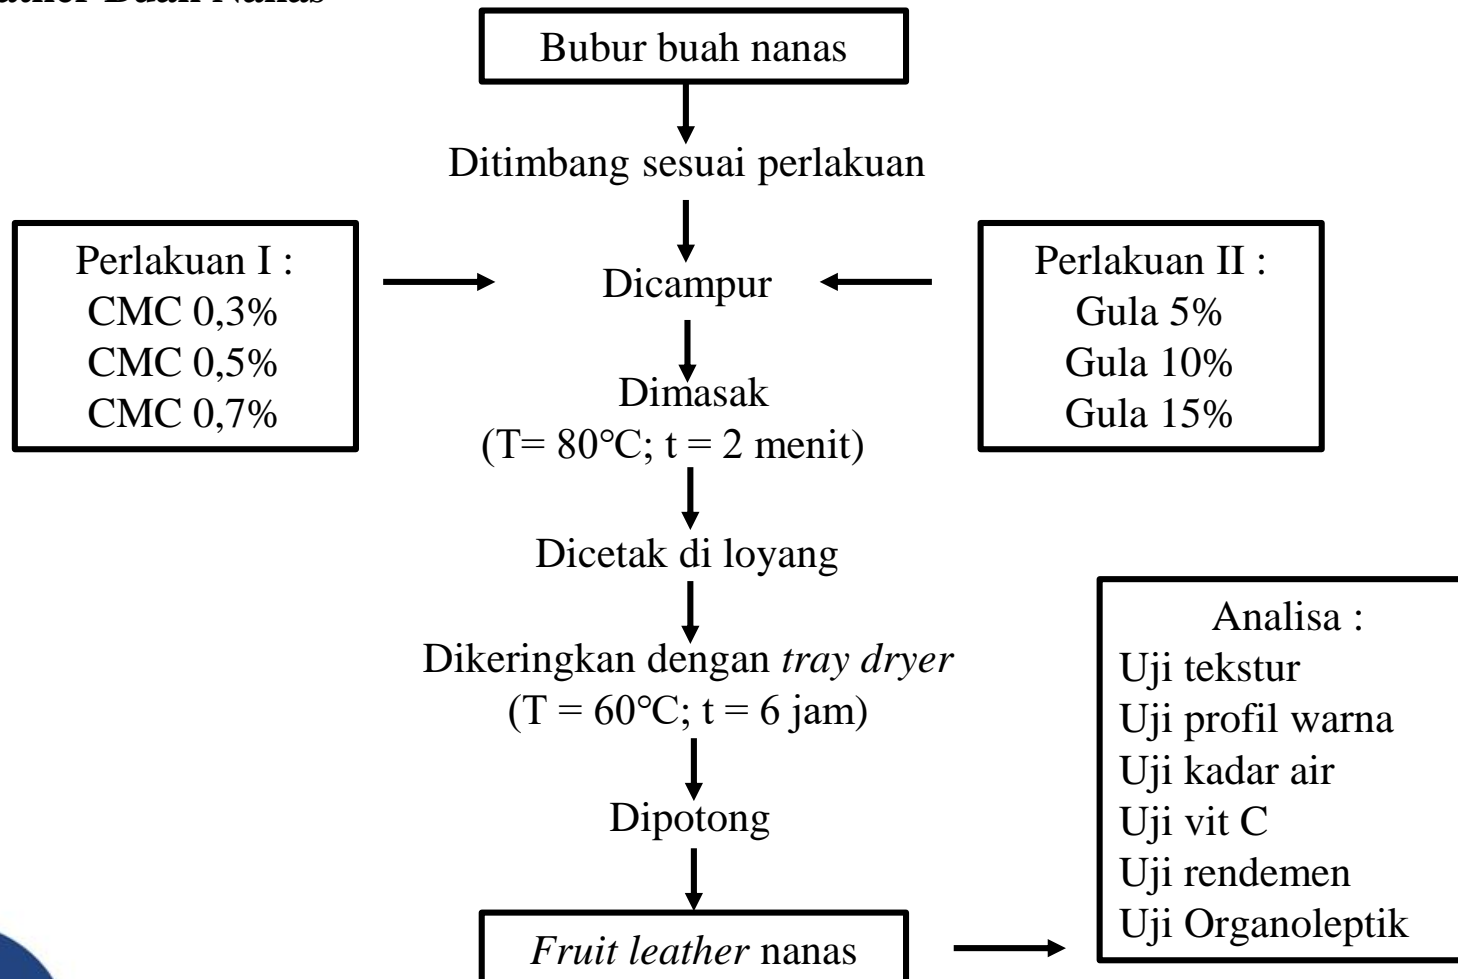 Buah Nanas
Bubur buah nanas
Ditimbang sesuai perlakuan
Perlakuan I :
CMC 0,3%
CMC 0,5%
CMC 0,7%
Dicampur
Perlakuan II :
Gula 5%
Gula 10%
Gula 15%
Dimasak
(T= 80°C; t = 2 menit)
Dicetak di loyang
Dikeringkan dengan tray dryer
(T = 60°C; t = 6 jam)
Dipotong
Fruit leather nanas
Analisa :
Uji tekstur
Uji profil warna
Uji kadar air
Uji vit C
Uji rendemen
Uji Organoleptik